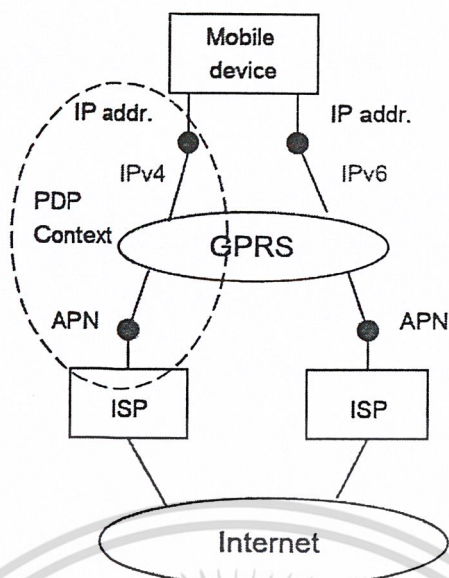 Mobile
device
IP addr.
IP addr.
IPv4
IPv6
PDP
Context
GPRS
APN
APN
ISP
ISP
Internet